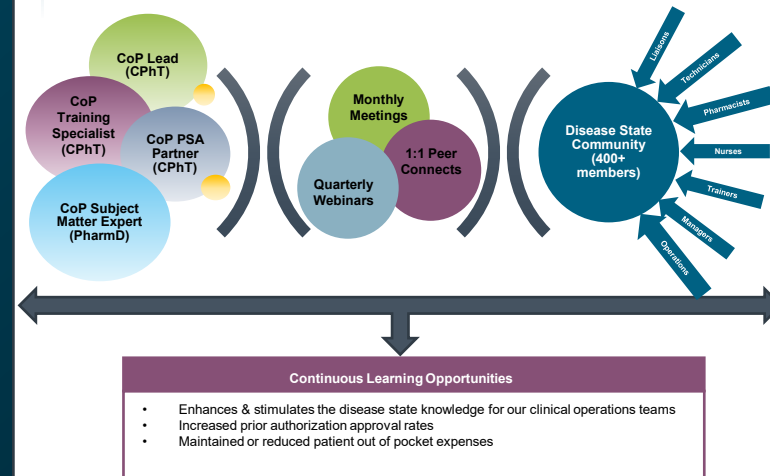 CoP Lead
(CPhT)
CoP
Training
Specialist
(CPhT)
CoP PSA
Partner
(CPhT)
CoP Subject
Matter Expert
(PharmD)
Monthly
Meetings
1:1 Peer
Connects
Quarterly
Webinars
Disease State
Community
(400+
members)
Liaisons
Technicians
Pharmacists
Nurses
Trainers
Managers
Operations
Continuous Learning Opportunities
• Enhances & stimulates the disease state knowledge for our clinical operations teams
• Increased prior authorization approval rates
• Maintained or reduced patient out of pocket expenses